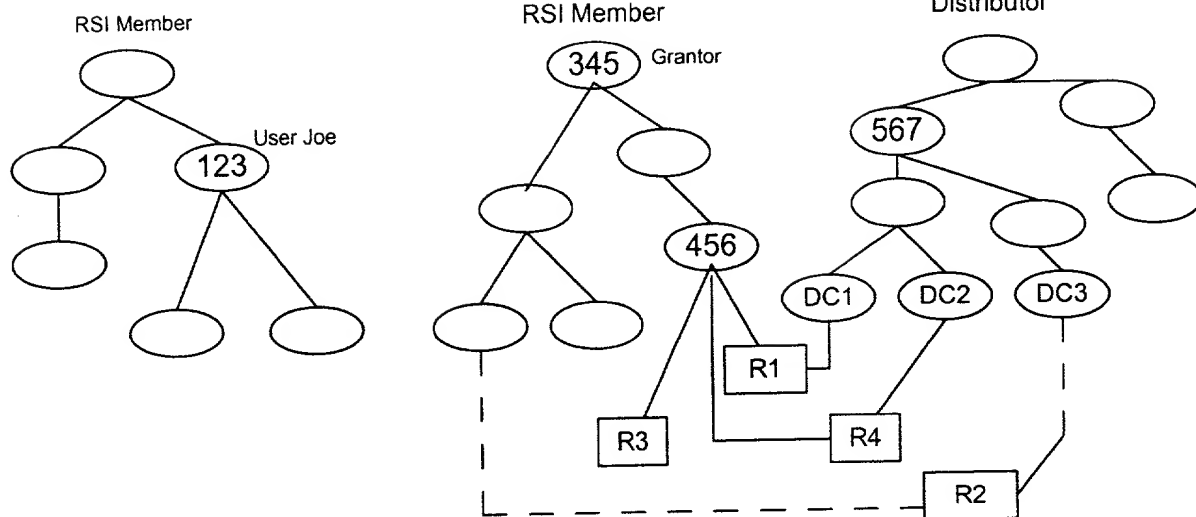 RSI Member
RSI Member
Distributor
345
Grantor
567
User Joe
123
456
DC1
DC2
DC3
R1
R3
R4
R2